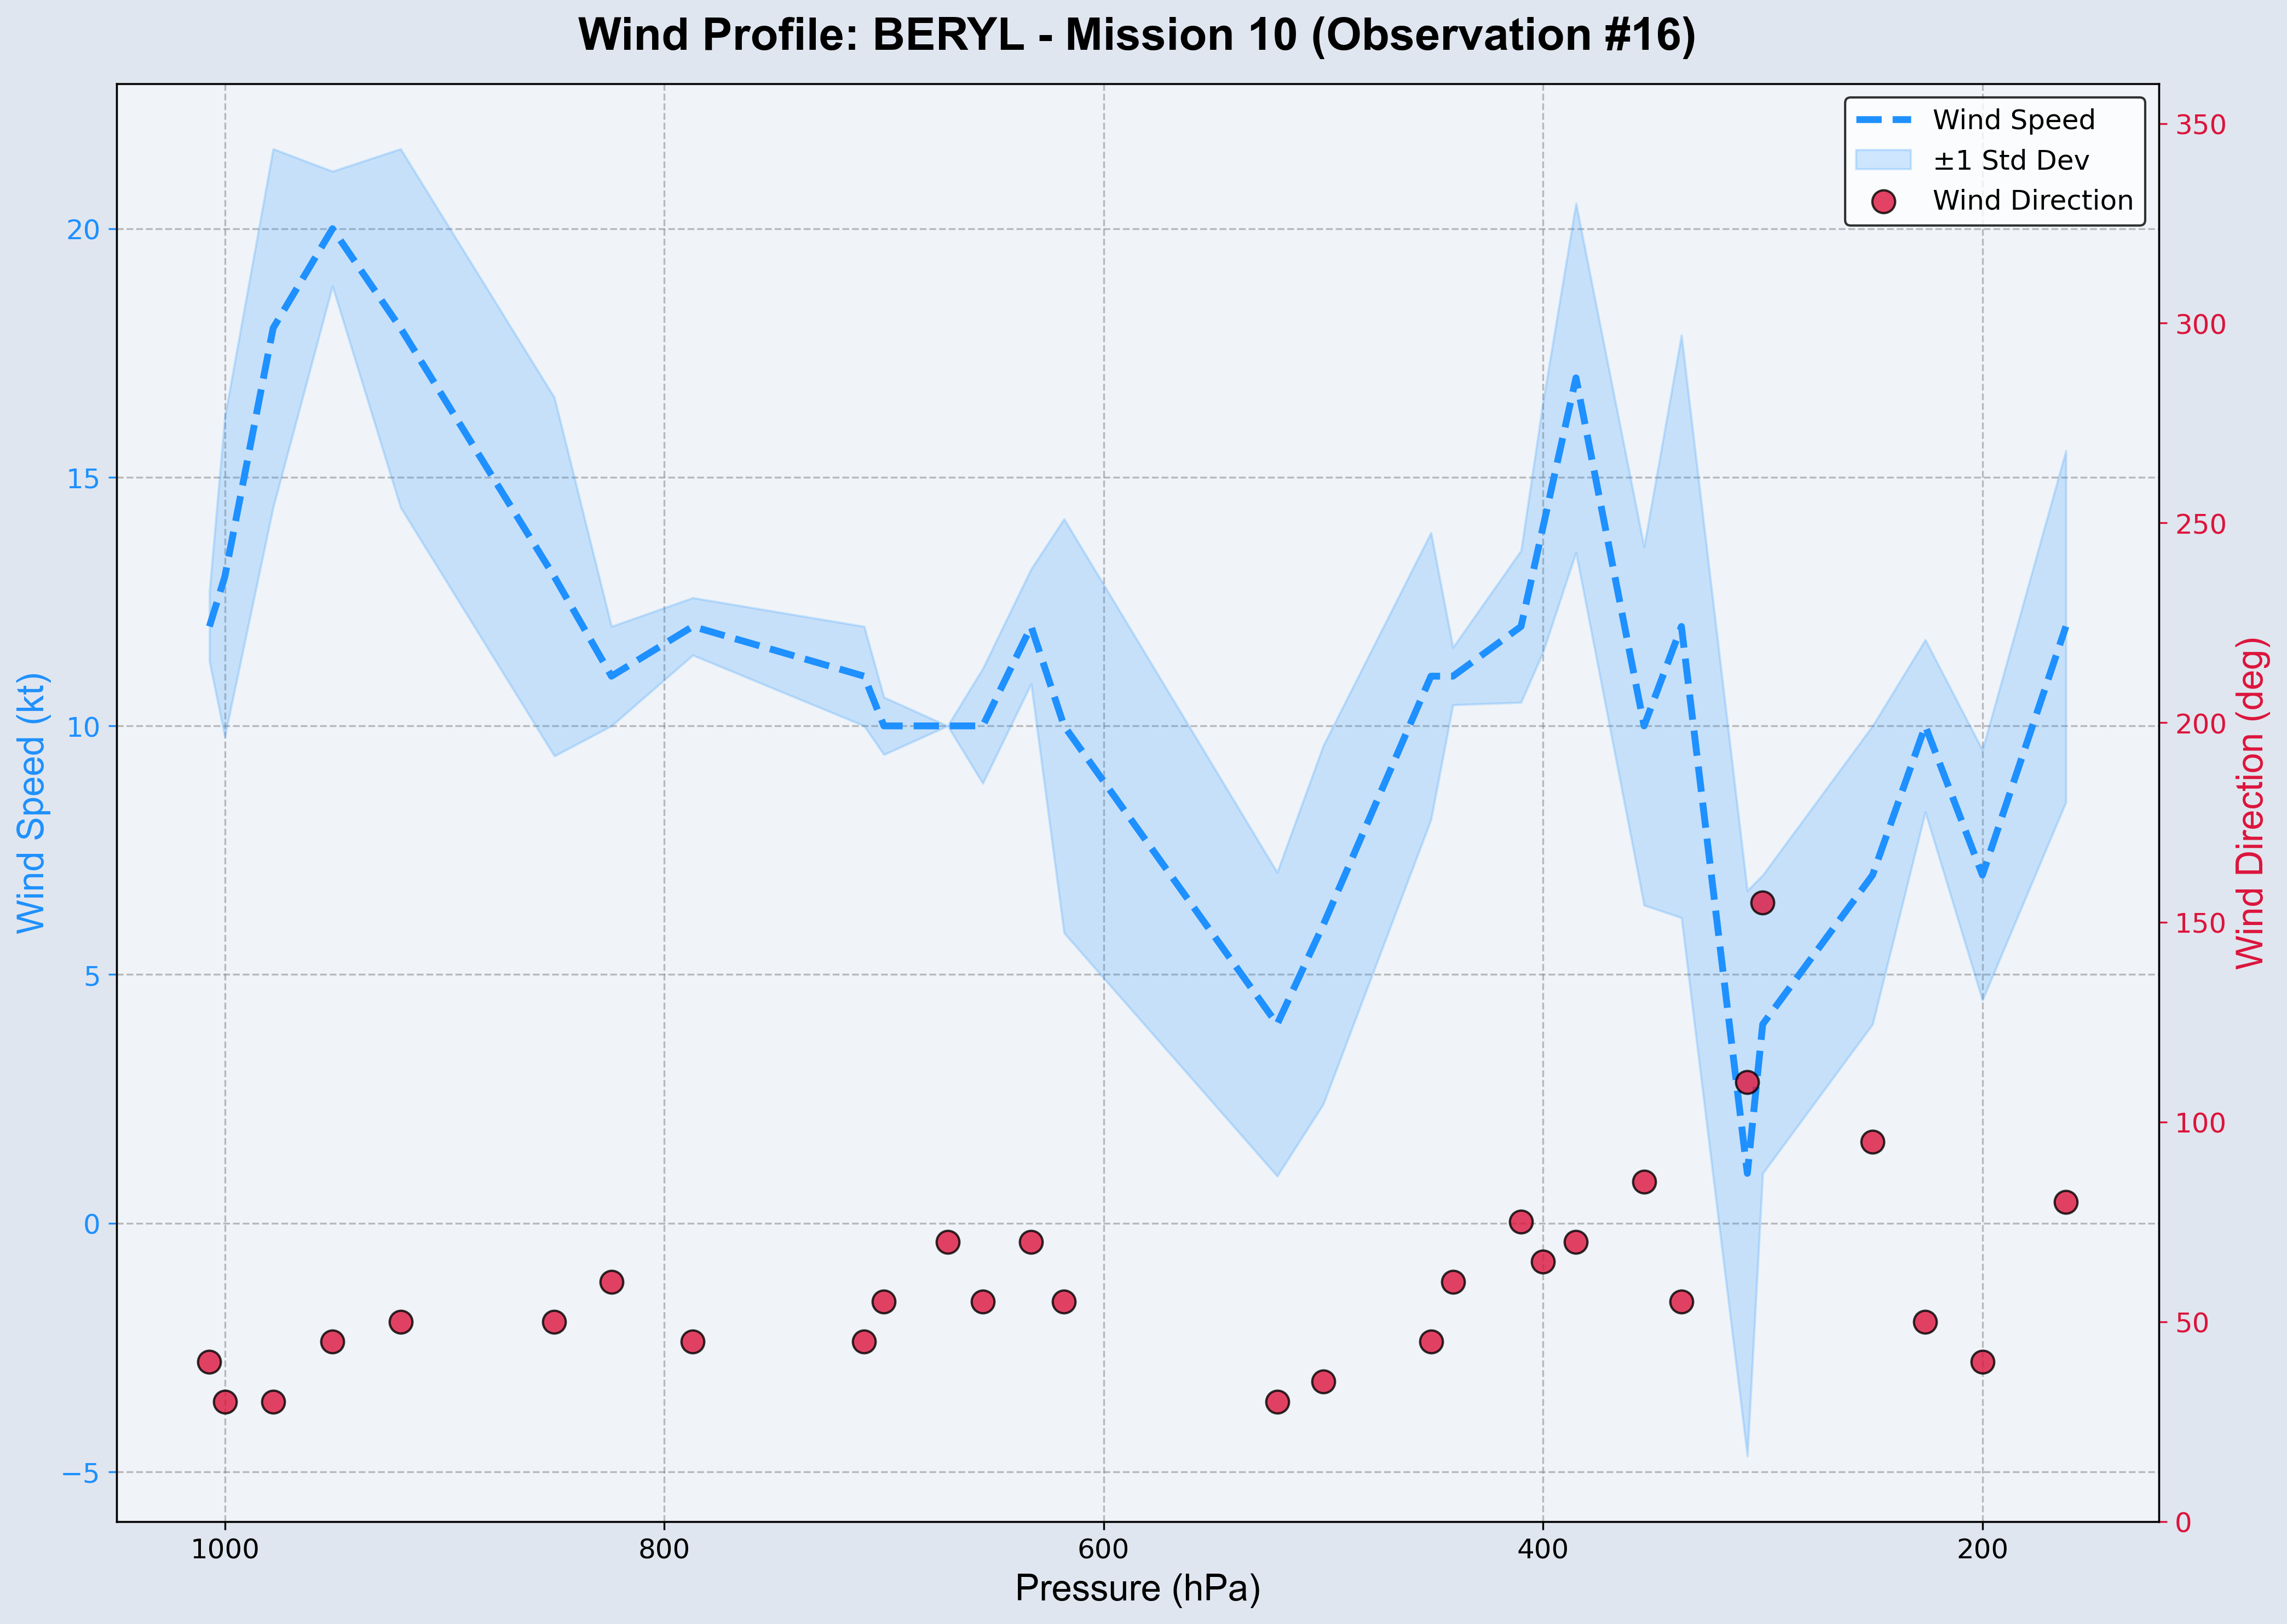 Wind Profile: BERYL - Mission 10 (Observation #16)
Wind Speed
±1 Std Dev
Wind Direction
20
15
10
5
0
−5
Wind Speed (kt)
350
300
250
200
150
100
50
0
Wind Direction (deg)
1000
800
600
400
200
Pressure (hPa)